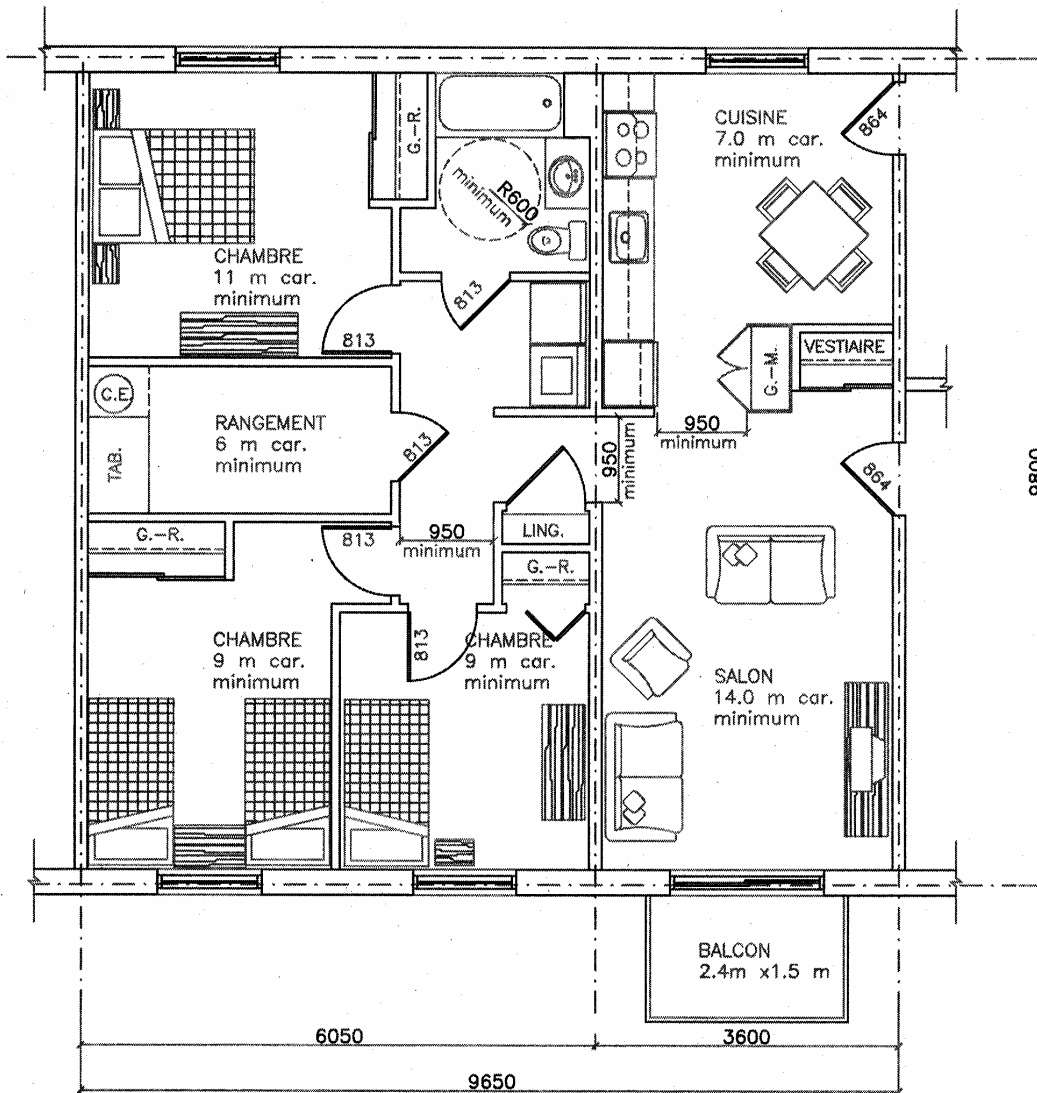 G.-R.
CUISINE
7.0 m car.
minimum
864
R600
minimum
CHAMBRE
11 m car.
minimum
813
813
VESTIAIRE
G.-M.
C.E.
TAB.
RANGEMENT
6 m car.
minimum
813
950
minimum
950
minimum
864
9800
G.-R.
813
950
minimum
LING.
G.-R.
CHAMBRE
9 m car.
minimum
813
CHAMBRE
9 m car.
minimum
SALON
14.0 m car.
minimum
BALCON
2.4m x1.5 m
6050
3600
9650